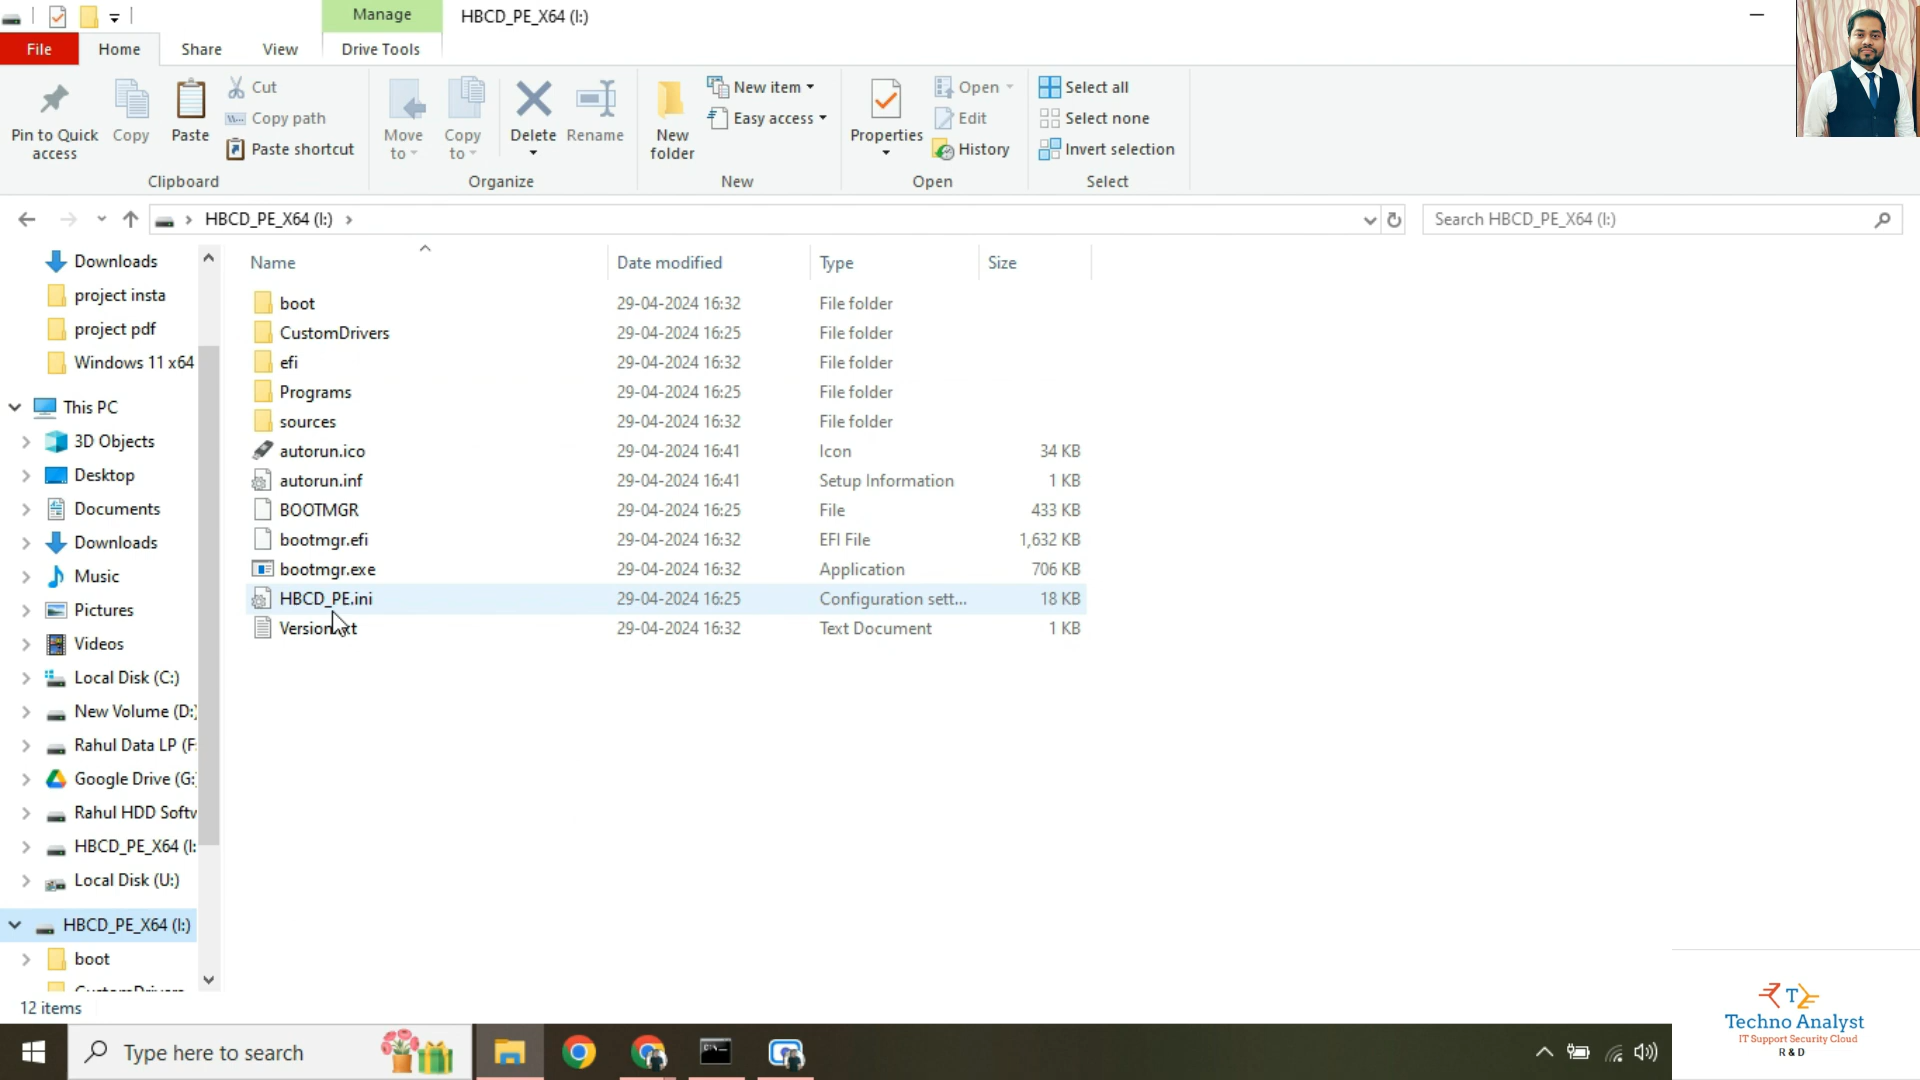 Manage
HBCD_PE_X64 (I:)
File
Home
Share
View
Drive Tools
Pin to Quick access
Copy
Paste
Cut
Copy path
Paste shortcut
Clipboard
Move to
Copy to
Delete
Rename
Organize
New folder
New item
Easy access
New
Properties
Open
Edit
History
Open
Select all
Select none
Invert selection
Select
HBCD_PE_X64 (I:)
Search HBCD_PE_X64 (I:)
Downloads
project insta
project pdf
Windows 11 x64
This PC
3D Objects
Desktop
Documents
Downloads
Music
Pictures
Videos
Local Disk (C:)
New Volume (D:)
Rahul Data LP (F:
Google Drive (G:)
Rahul HDD Softw
HBCD_PE_X64 (I:
Local Disk (U:)
HBCD_PE_X64 (I:)
boot
Name Date modified Type Size
boot 29-04-2024 16:32 File folder
CustomDrivers 29-04-2024 16:25 File folder
efi 29-04-2024 16:32 File folder
Programs 29-04-2024 16:25 File folder
sources 29-04-2024 16:32 File folder
autorun.ico 29-04-2024 16:41 Icon 34 KB
autorun.inf 29-04-2024 16:41 Setup Information 1 KB
BOOTMGR 29-04-2024 16:25 File 433 KB
bootmgr.efi 29-04-2024 16:32 EFI File 1,632 KB
bootmgr.exe 29-04-2024 16:32 Application 706 KB
HBCD_PE.ini 29-04-2024 16:25 Configuration sett... 18 KB
Version.txt 29-04-2024 16:32 Text Document 1 KB
12 items
Type here to search
Techno Analyst
IT Support Security Cloud
R & D